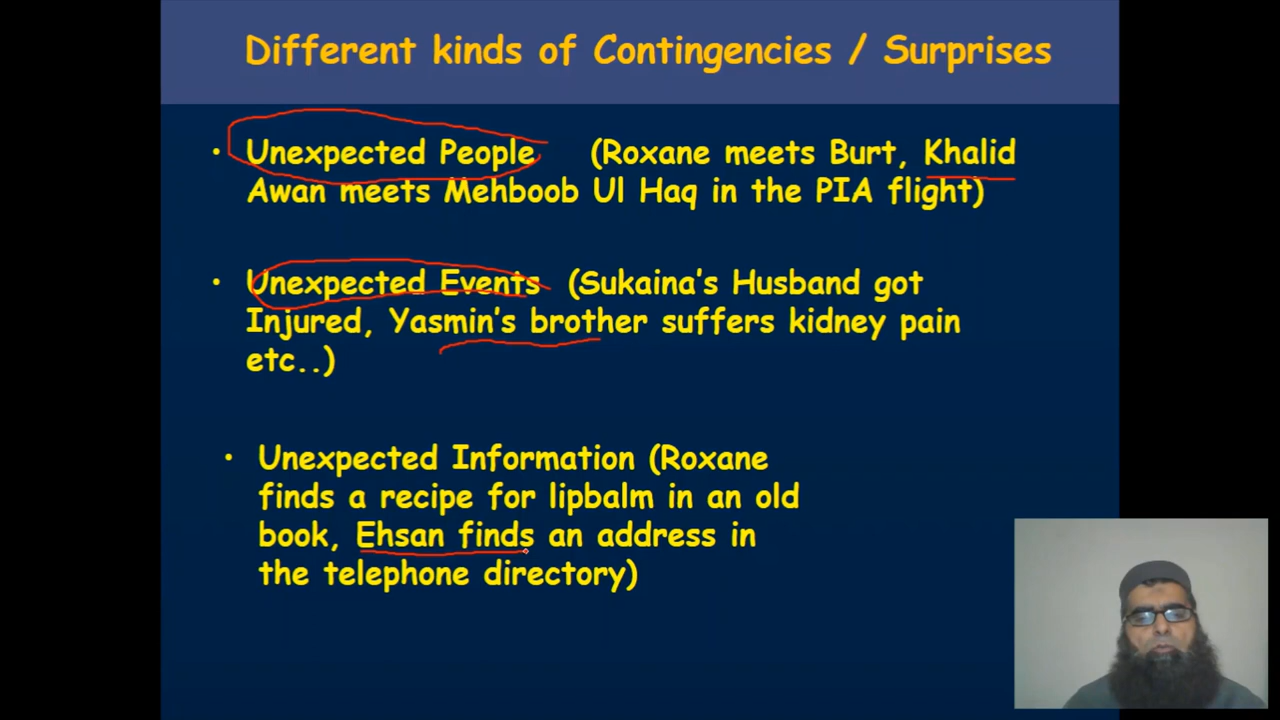 Different kinds of Contingencies / Surprises
• Unexpected People (Roxane meets Burt, Khalid
Awan meets Mehboob Ul Haq in the PIA flight)
• Unexpected Events (Sukaina's Husband got
Injured, Yasmin's brother suffers kidney pain
etc..)
• Unexpected Information (Roxane
finds a recipe for lipbalm in an old
book, Ehsan finds an address in
the telephone directory)